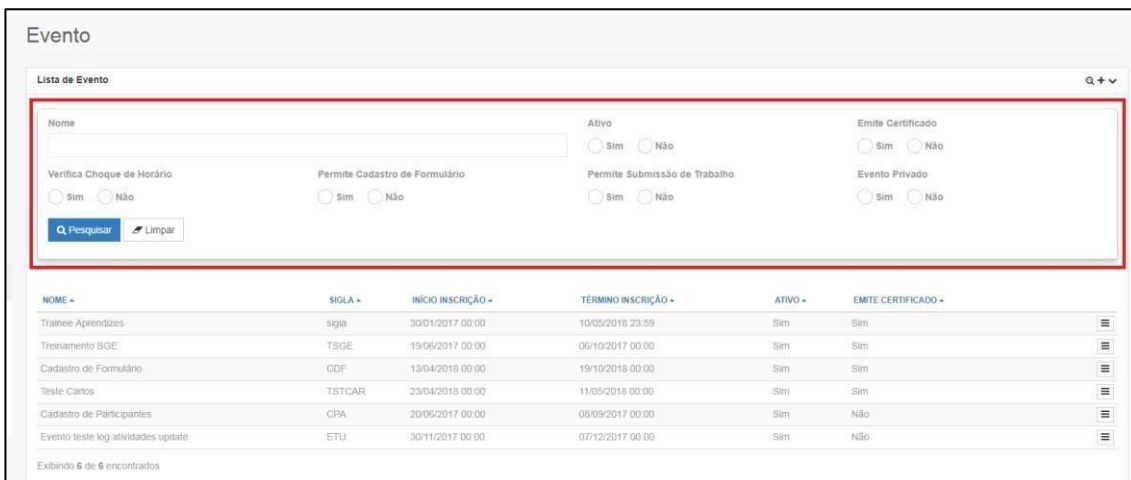 Evento
Lista de Evento
Nome Ativo Emite Certificado
Sim Não Sim Não
Verifica Choque de Horário Permite Cadastro de Formulário Permite Submissão de Trabalho Evento Privado
Sim Não Sim Não Sim Não Sim Não
Pesquisar Limpar
NOME SIGLA INÍCIO INSCRIÇÃO TÉRMINO INSCRIÇÃO ATIVO EMITE CERTIFICADO
Trainee Aprendizes sigla 30/01/2017 00:00 10/05/2018 23:59 Sim Sim
Treinamento SGE TSGE 19/06/2017 00:00 06/10/2017 00:00 Sim Sim
Cadastro de Formulário CDF 13/04/2018 00:00 19/10/2018 00:00 Sim Sim
Teste Carlos TSTCAR 23/04/2018 00:00 11/05/2018 00:00 Sim Sim
Cadastro de Participantes CPA 20/06/2017 00:00 08/09/2017 00:00 Sim Não
Evento teste log atividades update ETU 30/11/2017 00:00 07/12/2017 00:00 Sim Não
Exibindo 6 de 6 encontrados